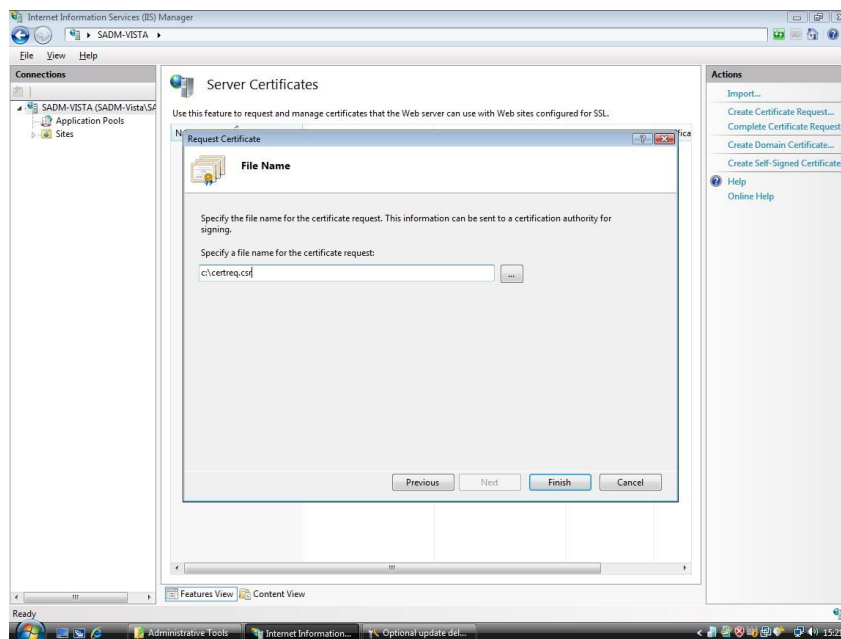 Internet Information Services (IIS) Manager
SADM-VISTA
File View Help
Connections
SADM-VISTA (SADM-Vista\SA
Application Pools
Sites
Server Certificates
Use this feature to request and manage certificates that the Web server can use with Web sites configured for SSL.
Request Certificate
File Name
Specify the file name for the certificate request. This information can be sent to a certification authority for
signing.
Specify a file name for the certificate request:
c:\certreq.csr
...
Previous Next Finish Cancel
Features View Content View
Actions
Import...
Create Certificate Request...
Complete Certificate Request
Create Domain Certificate...
Create Self-Signed Certificate
Help
Online Help
Ready
Administrative Tools Internet Information... Optional update del...